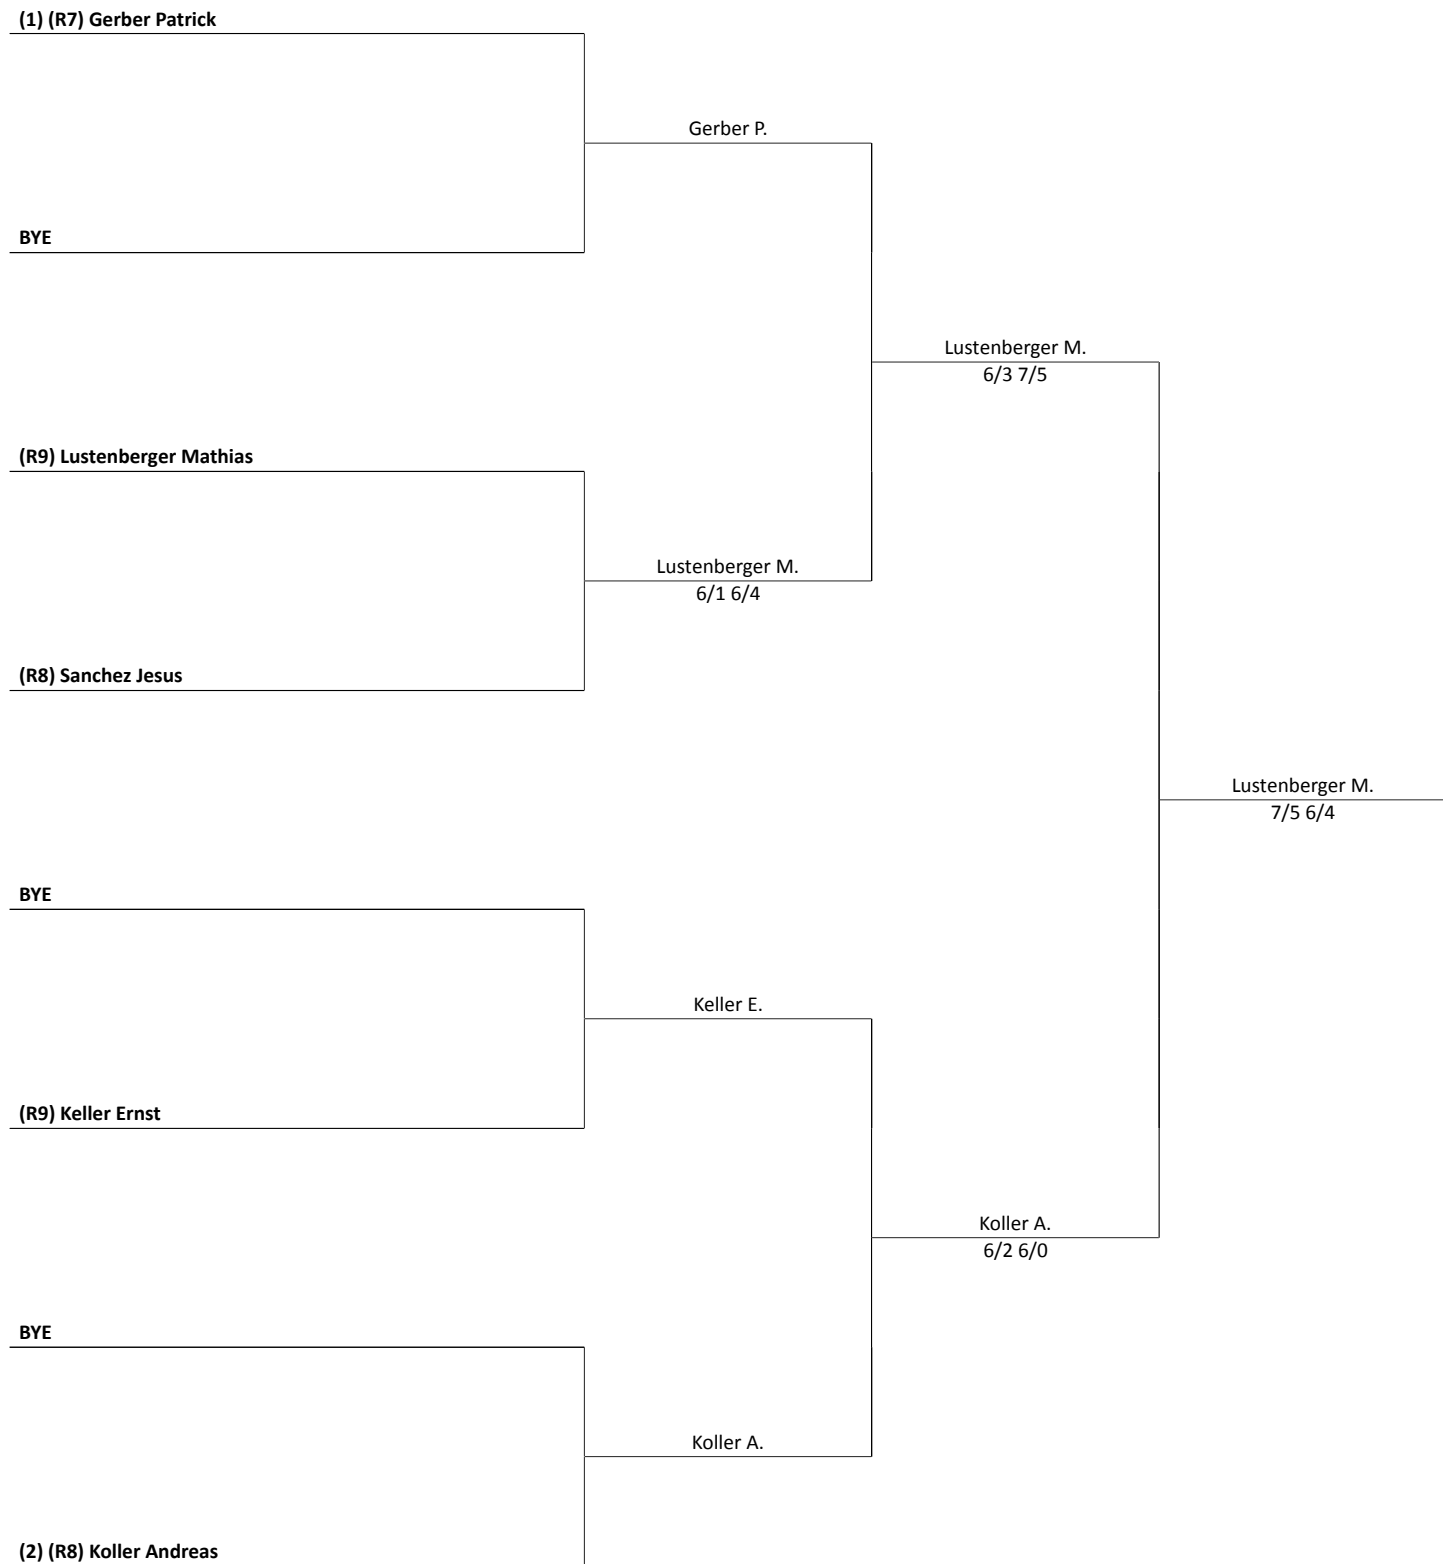 (1) (R7) Gerber Patrick
Gerber P.
BYE
Lustenberger M.
6/3 7/5
(R9) Lustenberger Mathias
Lustenberger M.
6/1 6/4
(R8) Sanchez Jesus
Lustenberger M.
7/5 6/4
BYE
Keller E.
(R9) Keller Ernst
Koller A.
6/2 6/0
BYE
Koller A.
(2) (R8) Koller Andreas